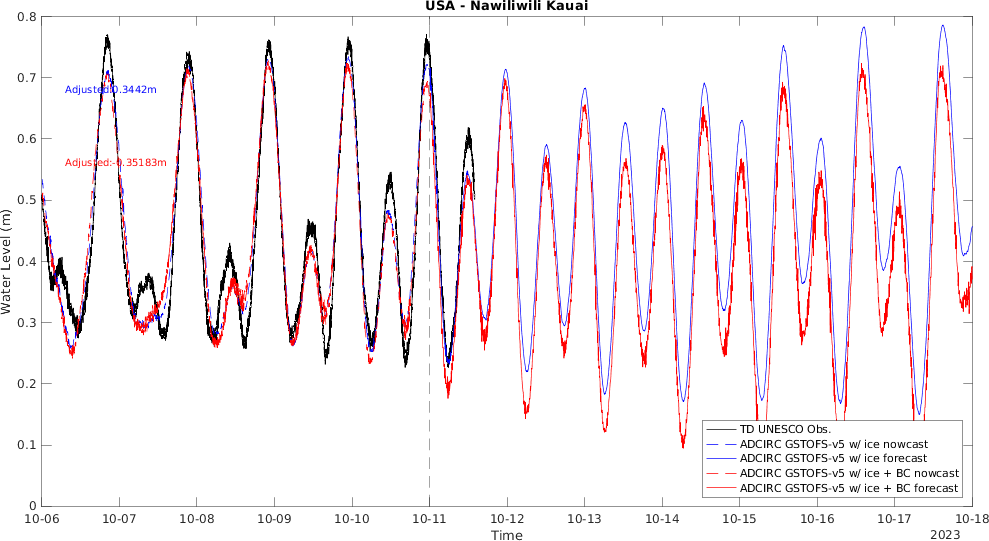 USA - Nawiliwili Kauai
0.8
0.7
0.6
0.5
0.4
0.3
0.2
0.1
0
Water Level (m)
Adjusted:0.3442m
Adjusted:-0.35183m
TD UNESCO Obs.
ADCIRC GSTOFS-v5 w/ ice nowcast
ADCIRC GSTOFS-v5 w/ ice forecast
ADCIRC GSTOFS-v5 w/ ice + BC nowcast
ADCIRC GSTOFS-v5 w/ ice + BC forecast
10-06 10-07 10-08 10-09 10-10 10-11 10-12 10-13 10-14 10-15 10-16 10-17 10-18
Time
2023